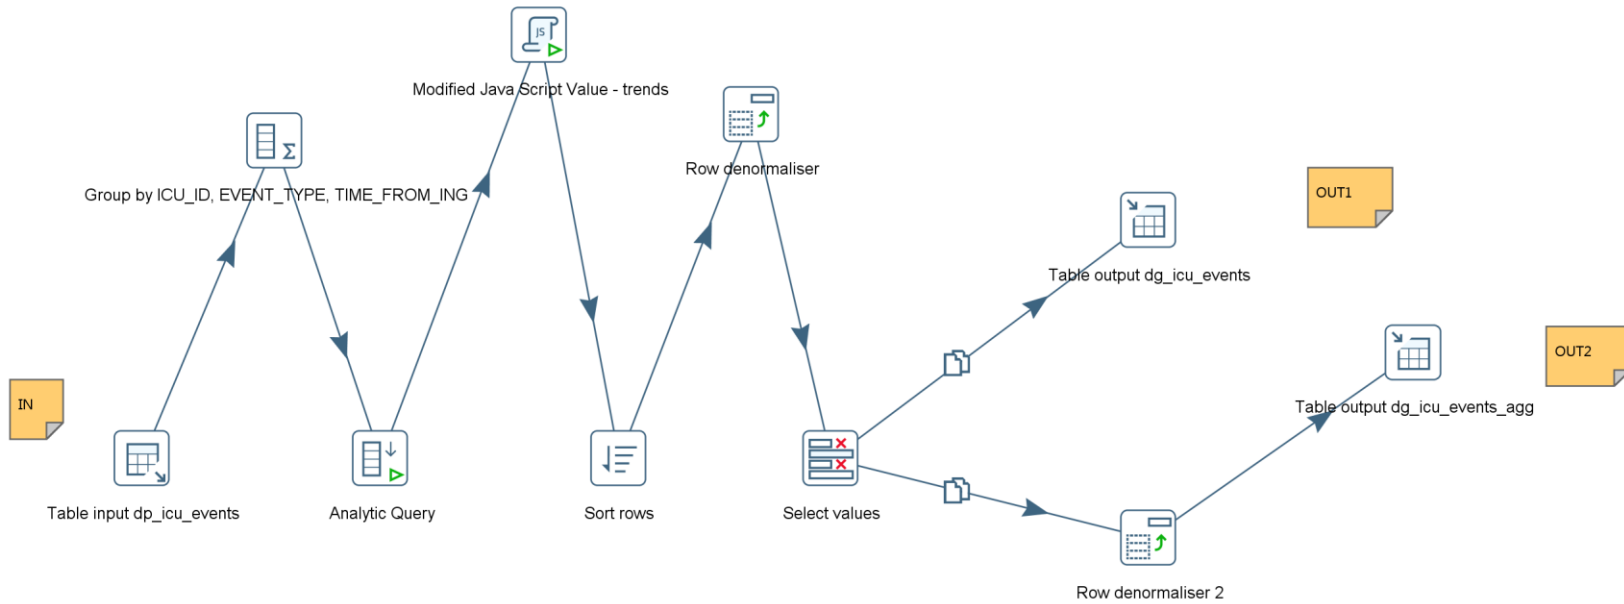 JS
Modified Java Script Value - trends
Row denormaliser
Group by ICU_ID, EVENT_TYPE, TIME_FROM_ING
OUT1
Table output dg_icu_events
OUT2
IN
Table output dg_icu_events_agg
Table input dp_icu_events
Analytic Query
Sort rows
Select values
Row denormaliser 2